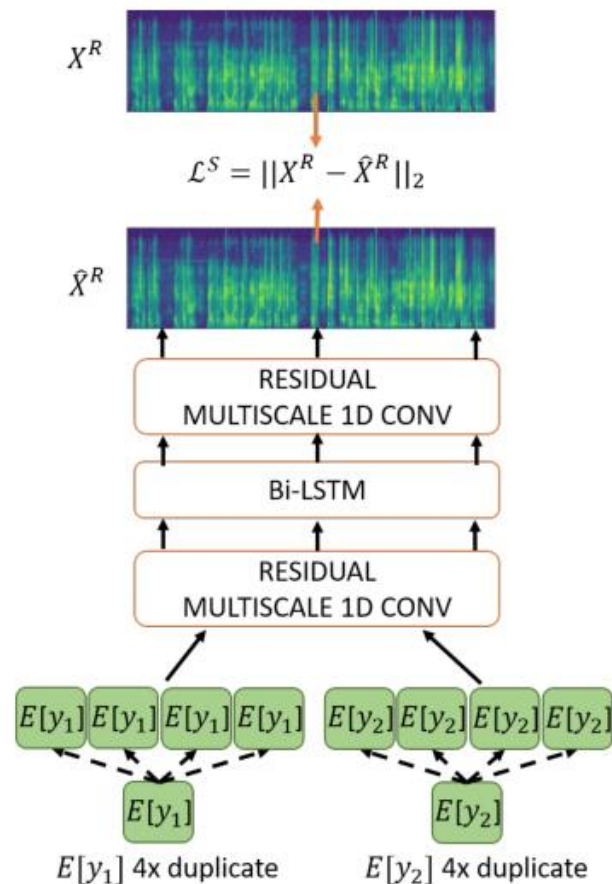 X^R
ℒ^S = ||X^R − X̂^R||_2
X̂^R
RESIDUAL
MULTISCALE 1D CONV
Bi-LSTM
RESIDUAL
MULTISCALE 1D CONV
E[y_1] E[y_1] E[y_1] E[y_1] E[y_2] E[y_2] E[y_2] E[y_2]
E[y_1] E[y_2]
E[y_1] 4x duplicate E[y_2] 4x duplicate